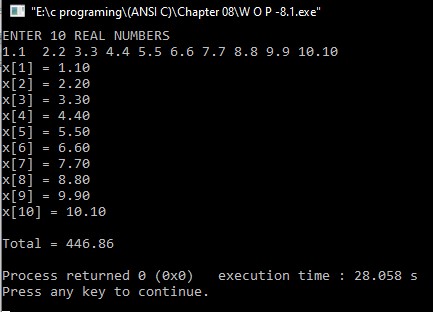 "E:\c programing\(ANSI C)\Chapter 08\W O P -8.1.exe"
ENTER 10 REAL  NUMBERS
1.1  2.2 3.3 4.4 5.5 6.6 7.7 8.8 9.9 10.10
x[1] = 1.10
x[2] = 2.20
x[3] = 3.30
x[4] = 4.40
x[5] = 5.50
x[6] = 6.60
x[7] = 7.70
x[8] = 8.80
x[9] = 9.90
x[10] = 10.10
Total = 446.86
Process returned 0 (0x0)   execution time : 28.058 s
Press any key to continue.